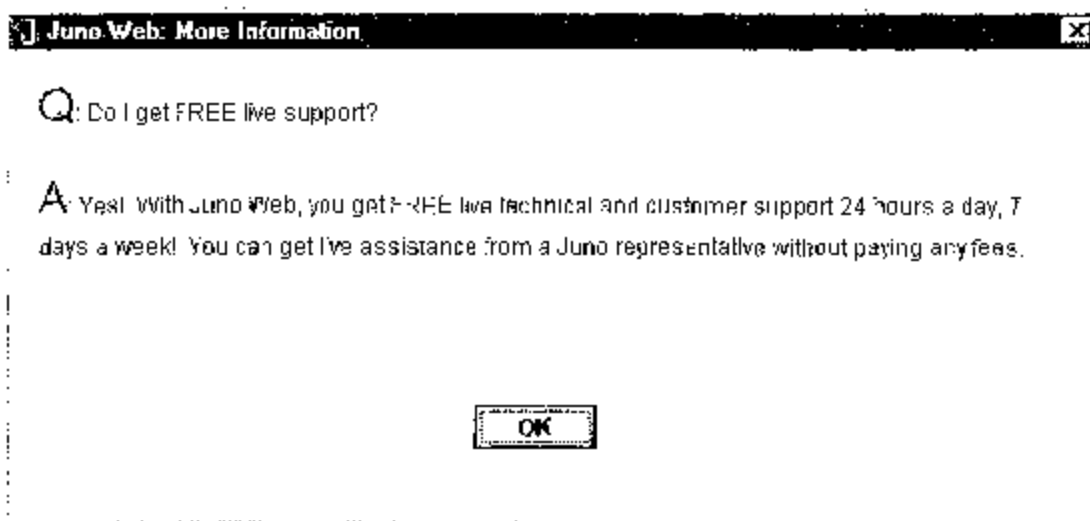 Juno Web: More Information
Q: Do I get FREE live support?
A: Yes! With Juno Web, you get FREE live technical and customer support 24 hours a day, 7
days a week! You can get live assistance from a Juno representative without paying any fees.
OK